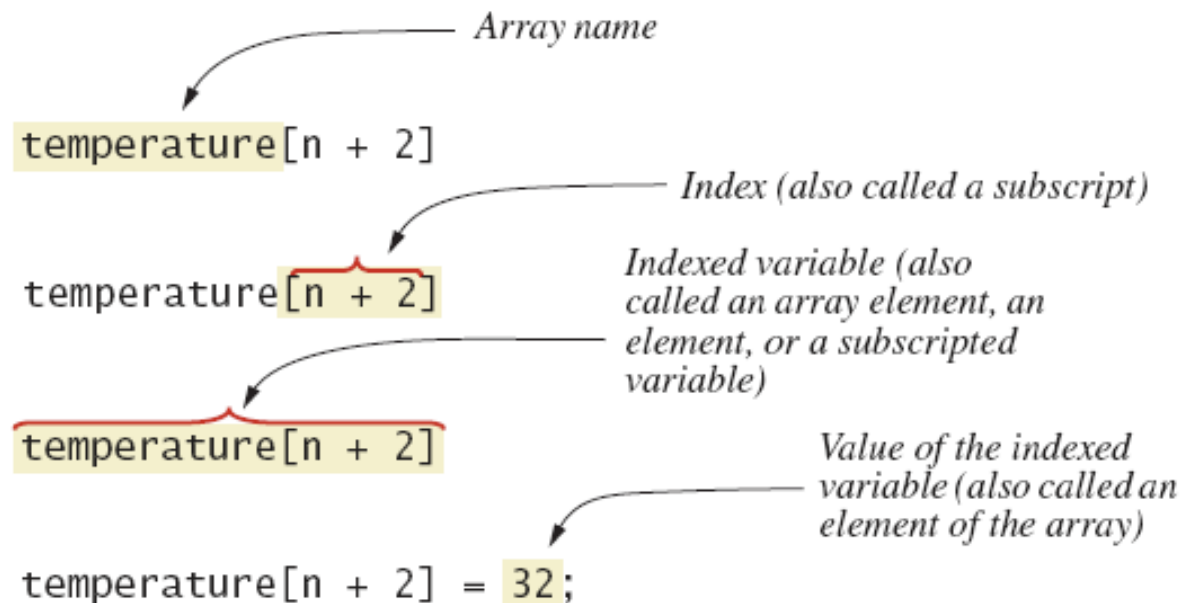 Array name
temperature[n + 2]
Index (also called a subscript)
temperature[n + 2]
Indexed variable (also
called an array element, an
element, or a subscripted
variable)
temperature[n + 2]
Value of the indexed
variable (also called an
element of the array)
temperature[n + 2] = 32;